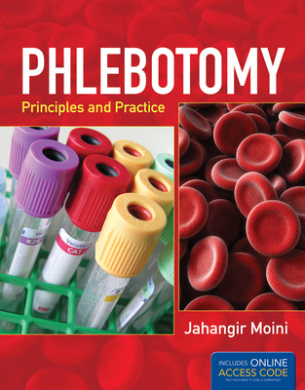 PHLEBOTOMY
Principles and Practice
Jahangir Moini
INCLUDES ONLINE
ACCESS CODE